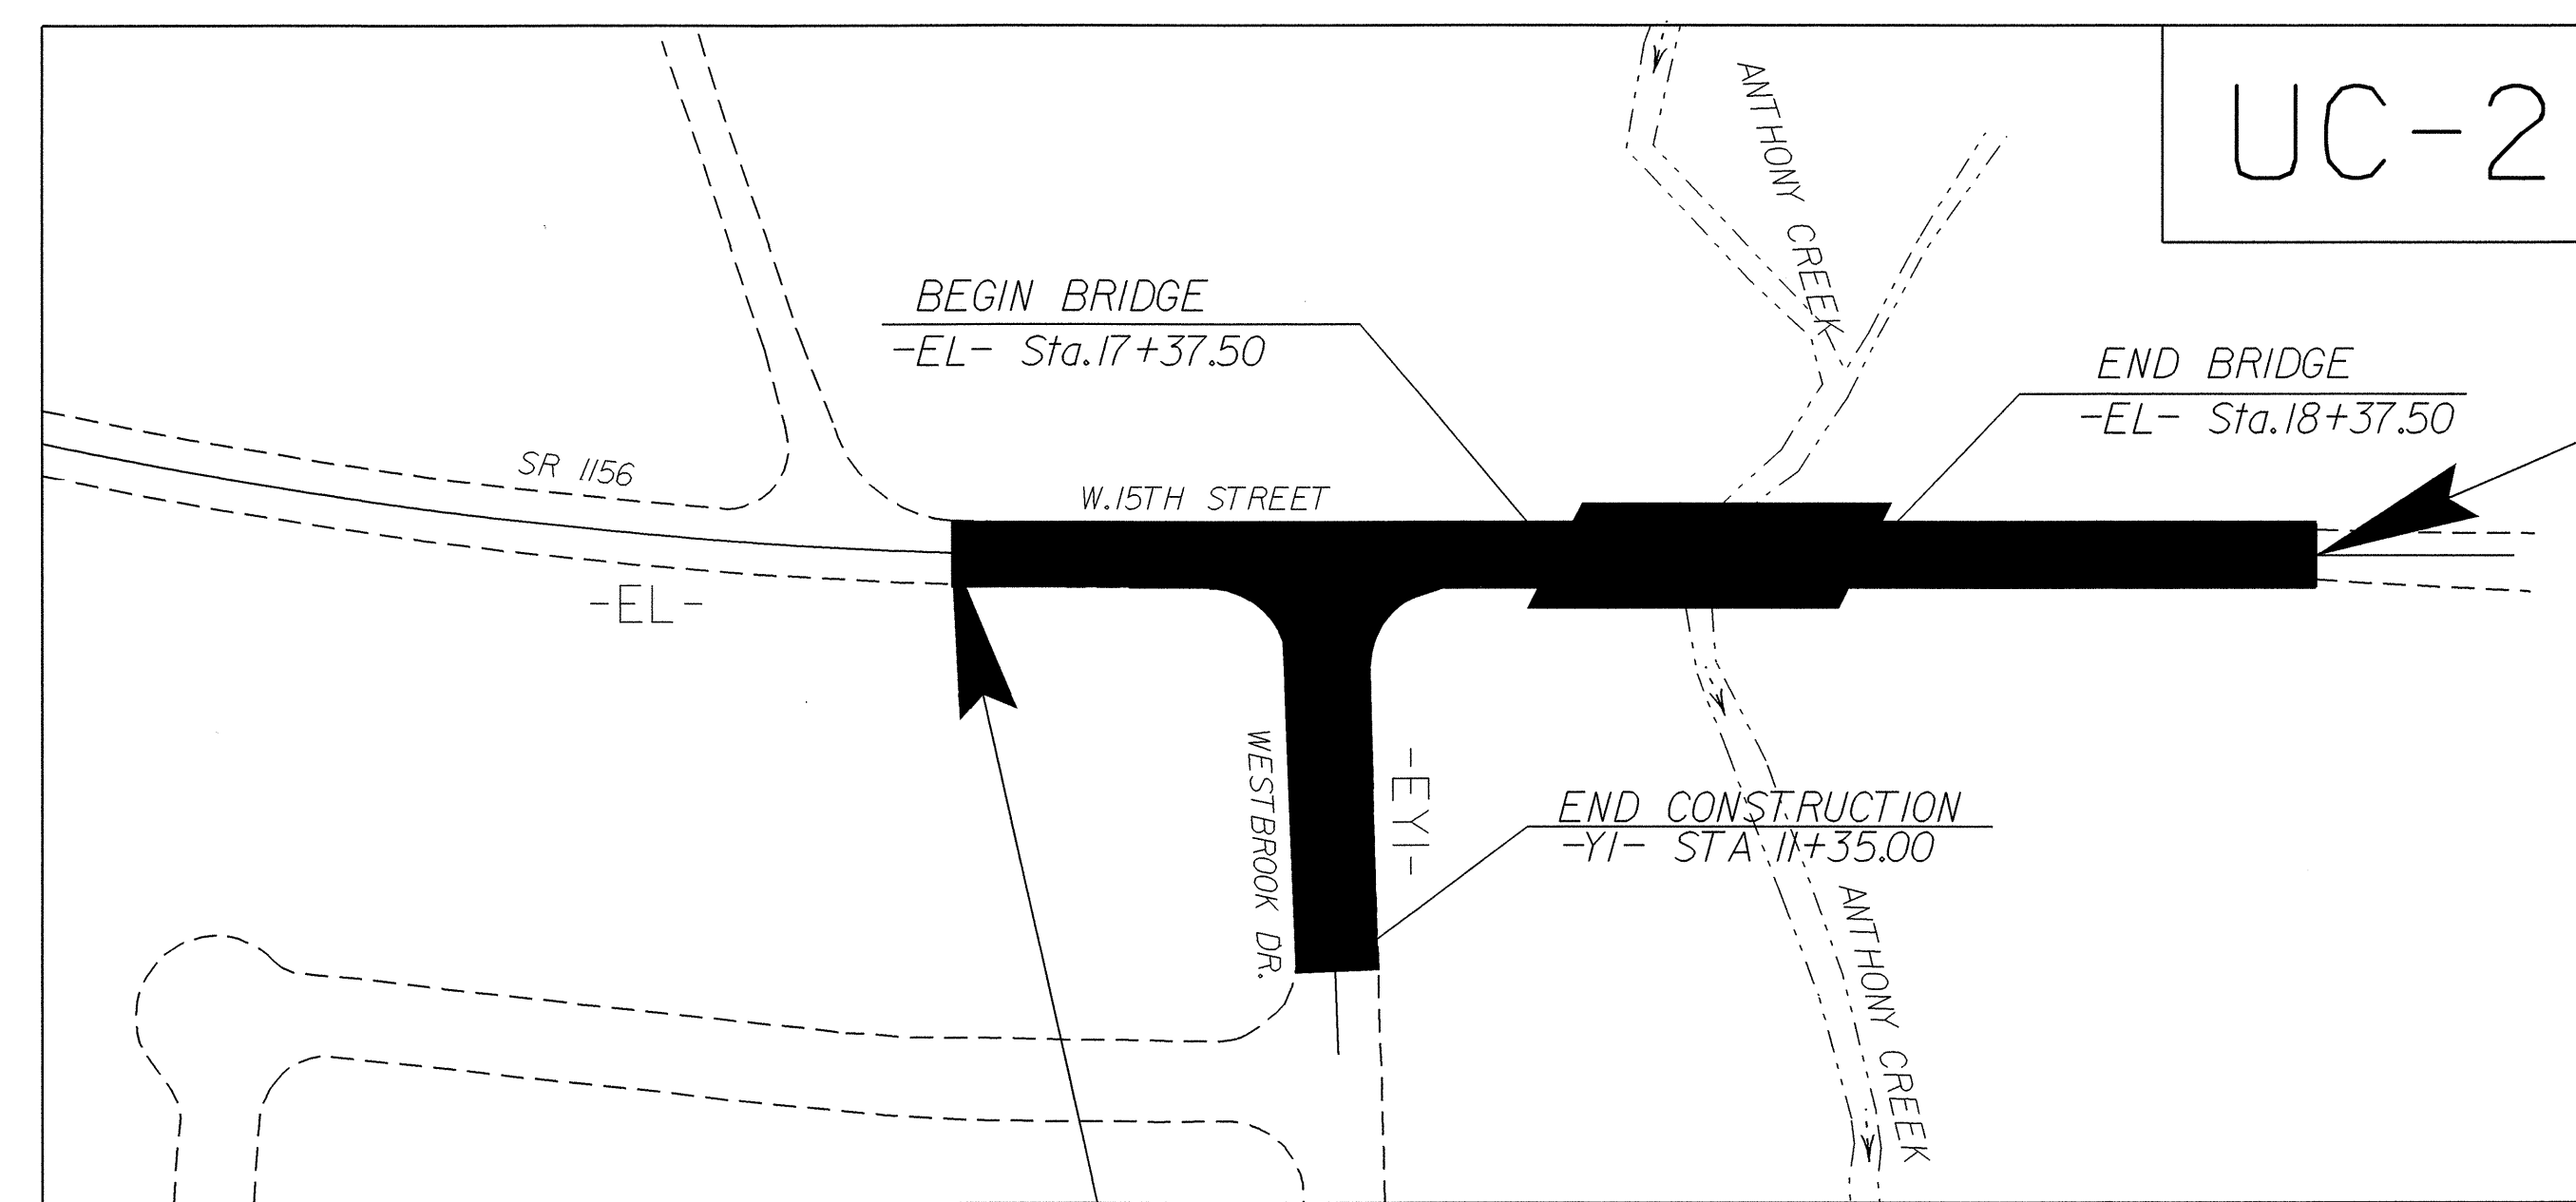 UC-2
ANTHONY CREEK
BEGIN BRIDGE
-EL- Sta.17+37.50
END BRIDGE
-EL- Sta.18+37.50
SR 1156
W.15TH STREET
-EL-
WESTBROOK DR.
-EY1-
END CONSTRUCTION
-Y1- STA 11+35.00
ANTHONY CREEK